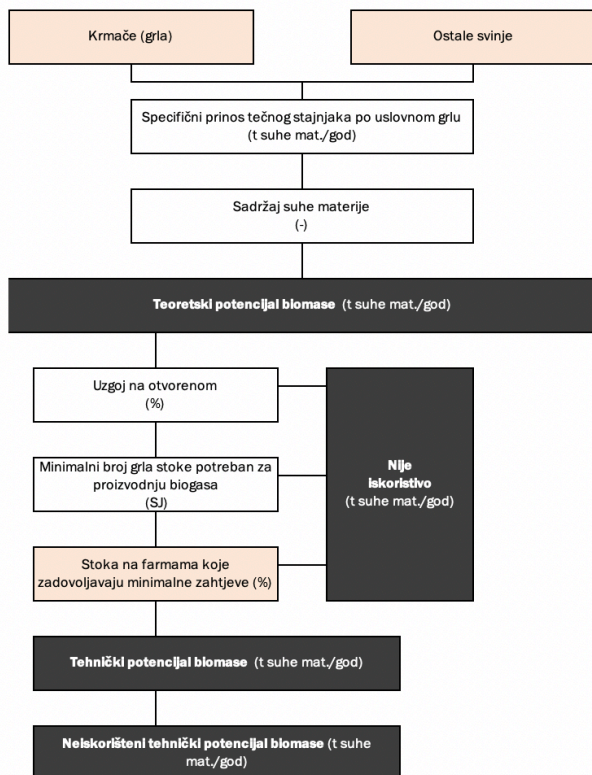 Krmače (grla)
Ostale svinje
Specifični prinos tečnog stajnjaka po uslovnom grlu
(t suhe mat./god)
Sadržaj suhe materije
(-)
Teoretski potencijal biomase (t suhe mat./god)
Uzgoj na otvorenom
(%)
Minimalni broj grla stoke potreban za
proizvodnju biogasa
(SJ)
Stoka na farmama koje
zadovoljavaju minimalne zahtjeve (%)
Nije
iskoristivo
(t suhe mat./god)
Tehnički potencijal biomase (t suhe mat./god)
Neiskorišteni tehnički potencijal biomase (t suhe
mat./god)